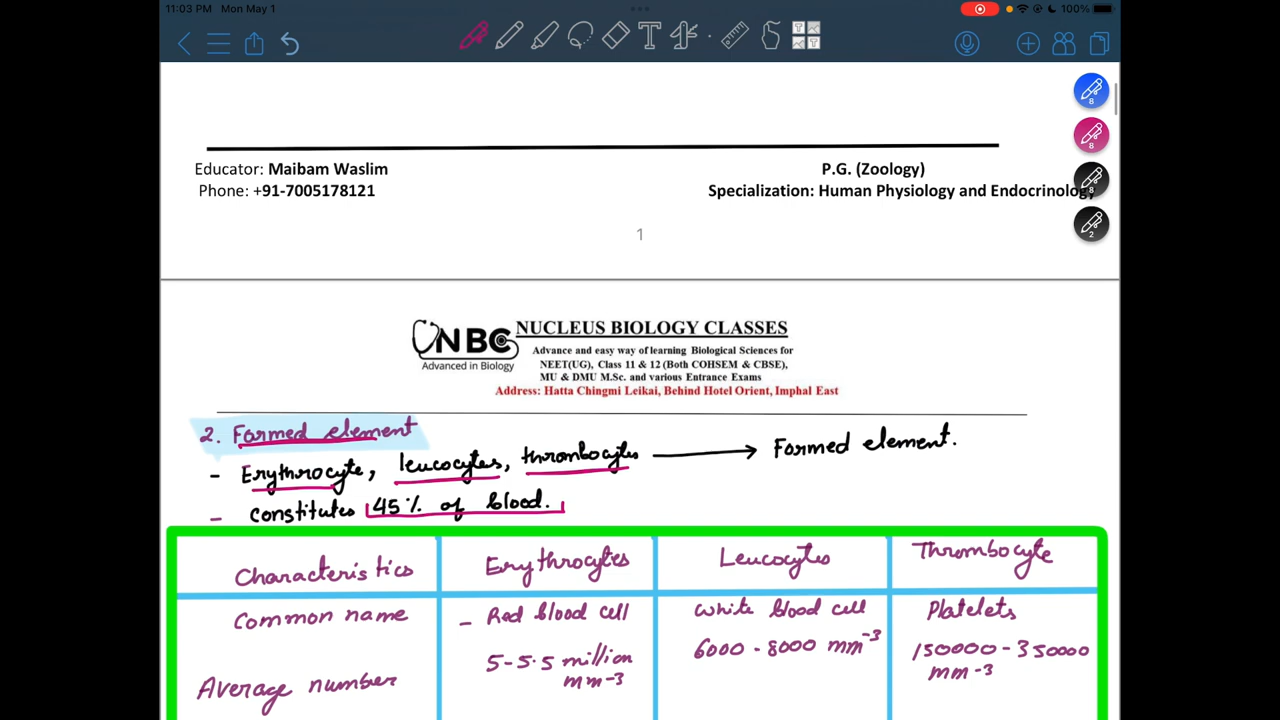 11:03 PM Mon May 1
100%
8
8
8
2
Educator: Maibam Waslim
P.G. (Zoology)
Phone: +91-7005178121
Specialization: Human Physiology and Endocrinology
1
NBC
Advanced in Biology
NUCLEUS BIOLOGY CLASSES
Advance and easy way of learning Biological Sciences for
NEET(UG), Class 11 & 12 (Both COHSEM & CBSE),
MU & DMU M.Sc. and various Entrance Exams
Address: Hatta Chingmi Leikai, Behind Hotel Orient, Imphal East
2. Formed element
- Erythrocyte, leucocytes, thrombocytes → Formed element.
- constitutes 45% of blood.
Characteristics Erythrocytes Leucocytes Thrombocyte
Common name - Red blood cell White blood cell Platelets
Average number 5-5.5 million 6000 - 8000 mm-3 150000 - 350000
mm-3 mm-3